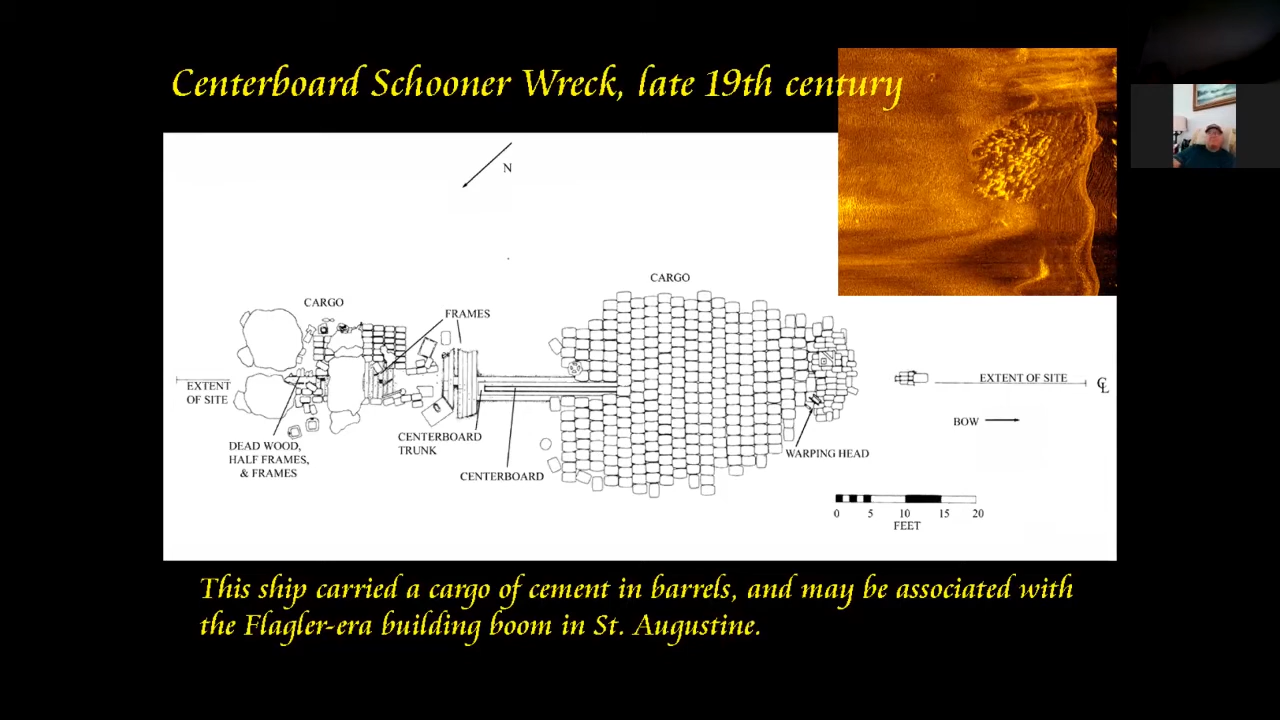 Centerboard Schooner Wreck, late 19th century
N
CARGO
CARGO
FRAMES
EXTENT
OF SITE
EXTENT OF SITE
CL
BOW
DEAD WOOD,
HALF FRAMES,
& FRAMES
CENTERBOARD
TRUNK
CENTERBOARD
WARPING HEAD
0 5 10 15 20
FEET
This ship carried a cargo of cement in barrels, and may be associated with
the Flagler-era building boom in St. Augustine.